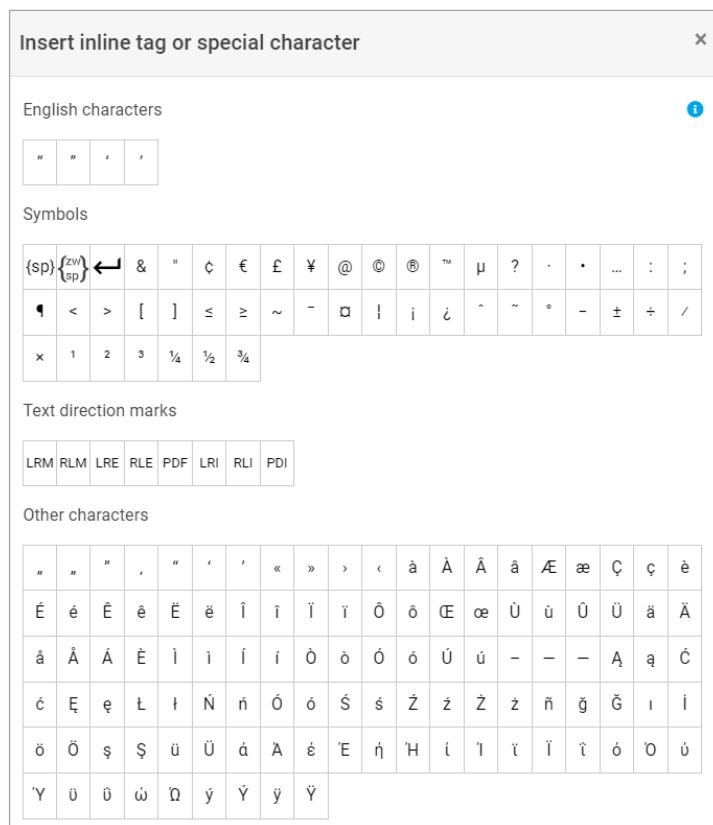 Insert inline tag or special character ×
English characters
“ ” ‘ ’
Symbols
{sp} {zw sp} ↵ & " ¢ € £ ¥ @ © ® ™ µ ? · • … : ;
¶ < > [ ] ≤ ≥ ~ ¯ ¤ ¦ ¡ ¿ ˆ ˜ ° − ± ÷ ⁄
× ¹ ² ³ ¼ ½ ¾
Text direction marks
LRM RLM LRE RLE PDF LRI RLI PDI
Other characters
„ „ ” ‚ “ ‘ ’ « » › ‹ à À Â â Æ æ Ç ç è
É é Ê ê Ë ë Î î Ï ï Ô ô Œ œ Ù ù Û Ü ä Ä
å Å Á È Ì ì Í í Ò ò Ó ó Ú ú – — — Ą ą Ć
ć Ę ę Ł ł Ń ń Ó ó Ś ś Ź ź Ż ż ñ ğ Ğ ı İ
ö Ö ş Ş ü Ü ά Ά έ Έ ή Ή ί Ί ϊ Ϊ ΐ ό Ό ύ
Ύ ϋ ΰ ώ Ώ ý Ý ÿ Ÿ